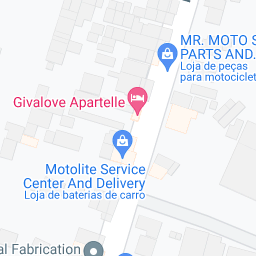 MR. MOTO S
PARTS AND
Loja de peças
para motociclet
Givalove Apartelle
Motolite Service
Center And Delivery
Loja de baterias de carro
al Fabrication